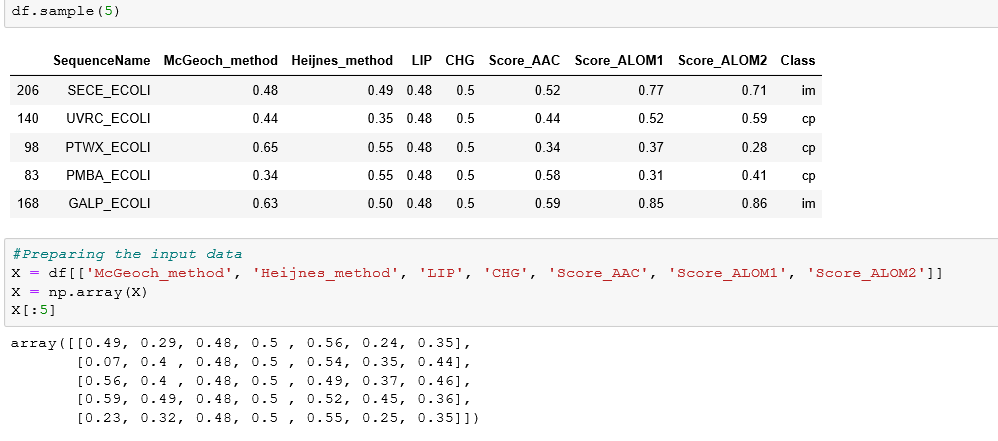 df.sample(5)
SequenceName McGeoch_method Heijnes_method LIP CHG Score_AAC Score_ALOM1 Score_ALOM2 Class
206 SECE_ECOLI 0.48 0.49 0.48 0.5 0.52 0.77 0.71 im
140 UVRC_ECOLI 0.44 0.35 0.48 0.5 0.44 0.52 0.59 cp
98 PTWX_ECOLI 0.65 0.55 0.48 0.5 0.34 0.37 0.28 cp
83 PMBA_ECOLI 0.34 0.55 0.48 0.5 0.58 0.31 0.41 cp
168 GALP_ECOLI 0.63 0.50 0.48 0.5 0.59 0.85 0.86 im
#Preparing the input data
X = df[['McGeoch_method', 'Heijnes_method', 'LIP', 'CHG', 'Score_AAC', 'Score_ALOM1', 'Score_ALOM2']]
X = np.array(X)
X[:5]
array([[0.49, 0.29, 0.48, 0.5 , 0.56, 0.24, 0.35],
[0.07, 0.4 , 0.48, 0.5 , 0.54, 0.35, 0.44],
[0.56, 0.4 , 0.48, 0.5 , 0.49, 0.37, 0.46],
[0.59, 0.49, 0.48, 0.5 , 0.52, 0.45, 0.36],
[0.23, 0.32, 0.48, 0.5 , 0.55, 0.25, 0.35]])